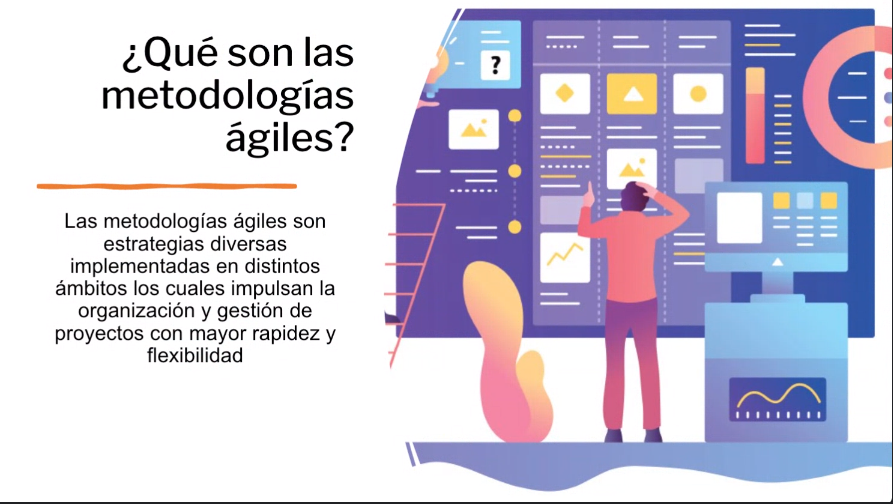 ¿Qué son las
metodologías
ágiles?
Las metodologías ágiles son
estrategias diversas
implementadas en distintos
ámbitos los cuales impulsan la
organización y gestión de
proyectos con mayor rapidez y
flexibilidad
?